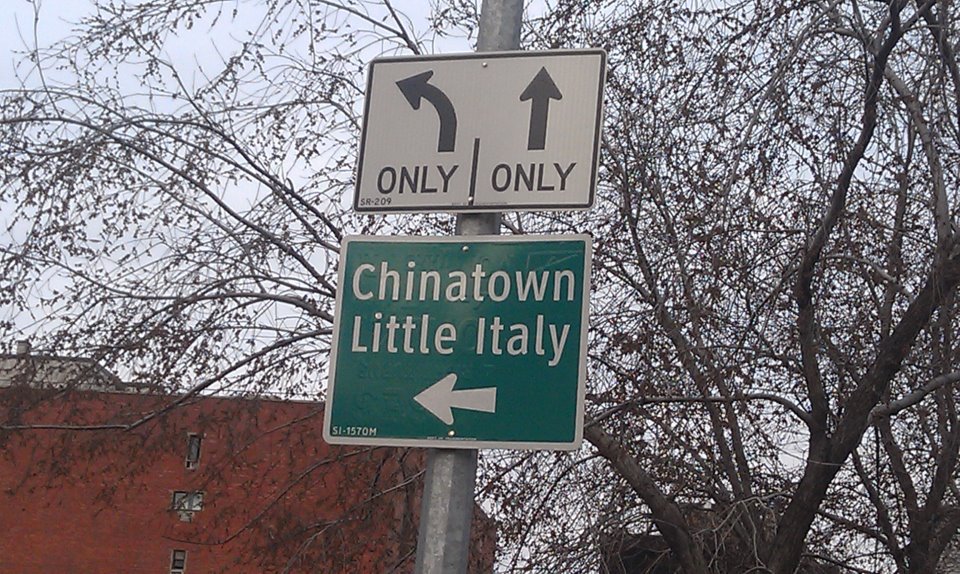 ONLY ONLY
SR-209
Chinatown
Little Italy
SI-1570M